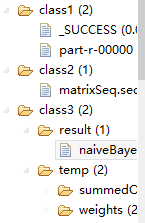 class1 (2)
_SUCCESS (0.0
part-r-00000
class2 (1)
matrixSeq.sec
class3 (2)
result (1)
naiveBaye
temp (2)
summedC
weights (2